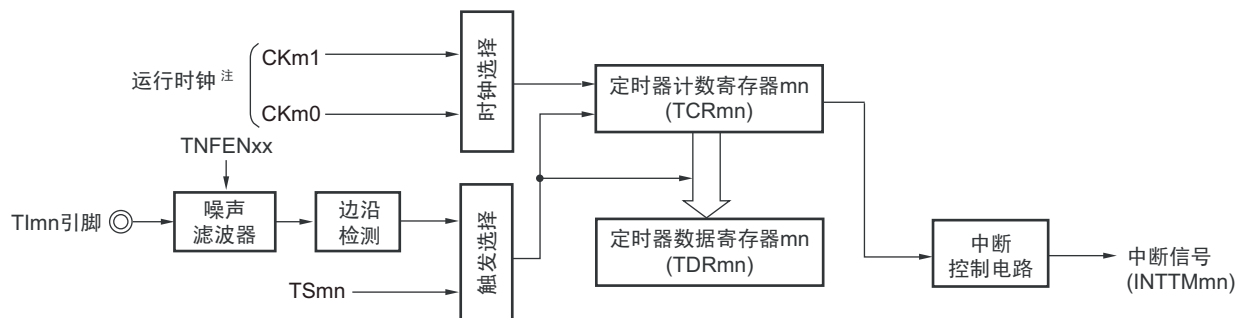 运行时钟 注
CKm1
CKm0
时钟选择
定时器计数寄存器mn
(TCRmn)
TNFENxx
TImn引脚
噪声
滤波器
边沿
检测
触发选择
TSmn
定时器数据寄存器mn
(TDRmn)
中断
控制电路
中断信号
(INTTMmn)